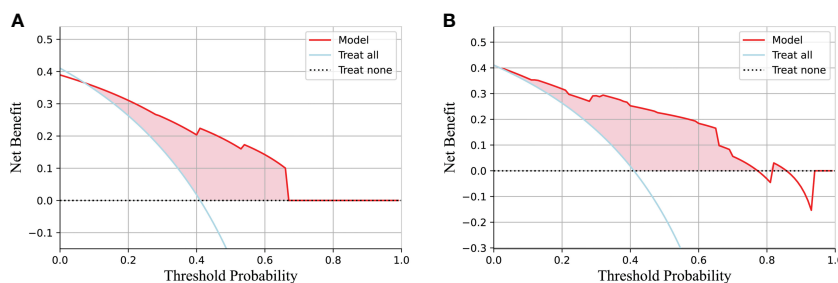 A
Net Benefit
0.5
0.4
0.3
0.2
0.1
0.0
−0.1
0.0
0.2
0.4
0.6
0.8
1.0
Threshold Probability
Model
Treat all
Treat none
B
Net Benefit
0.5
0.4
0.3
0.2
0.1
0.0
−0.1
−0.2
−0.3
0.0
0.2
0.4
0.6
0.8
1.0
Threshold Probability
Model
Treat all
Treat none